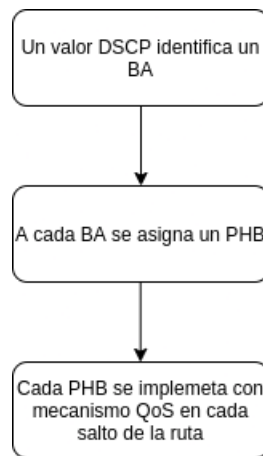 Un valor DSCP identifica un
BA
A cada BA se asigna un PHB
Cada PHB se implemeta con
mecanismo QoS en cada
salto de la ruta